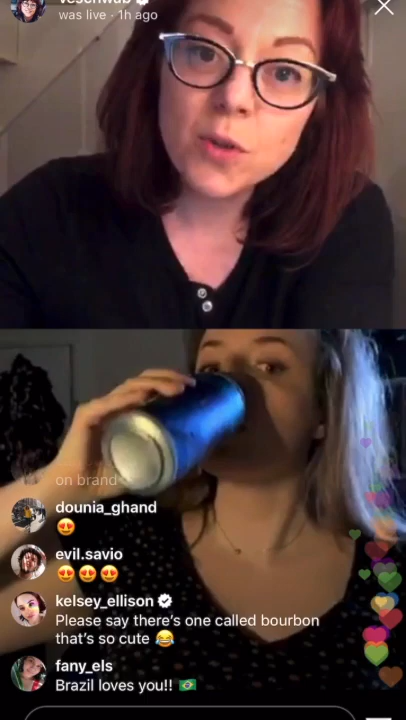 was live · 1h ago
on brand
dounia_ghand
😍
evil.savio
😍😍😍
kelsey_ellison
Please say there's one called bourbon
that's so cute 😂
fany_els
Brazil loves you!! 🇧🇷